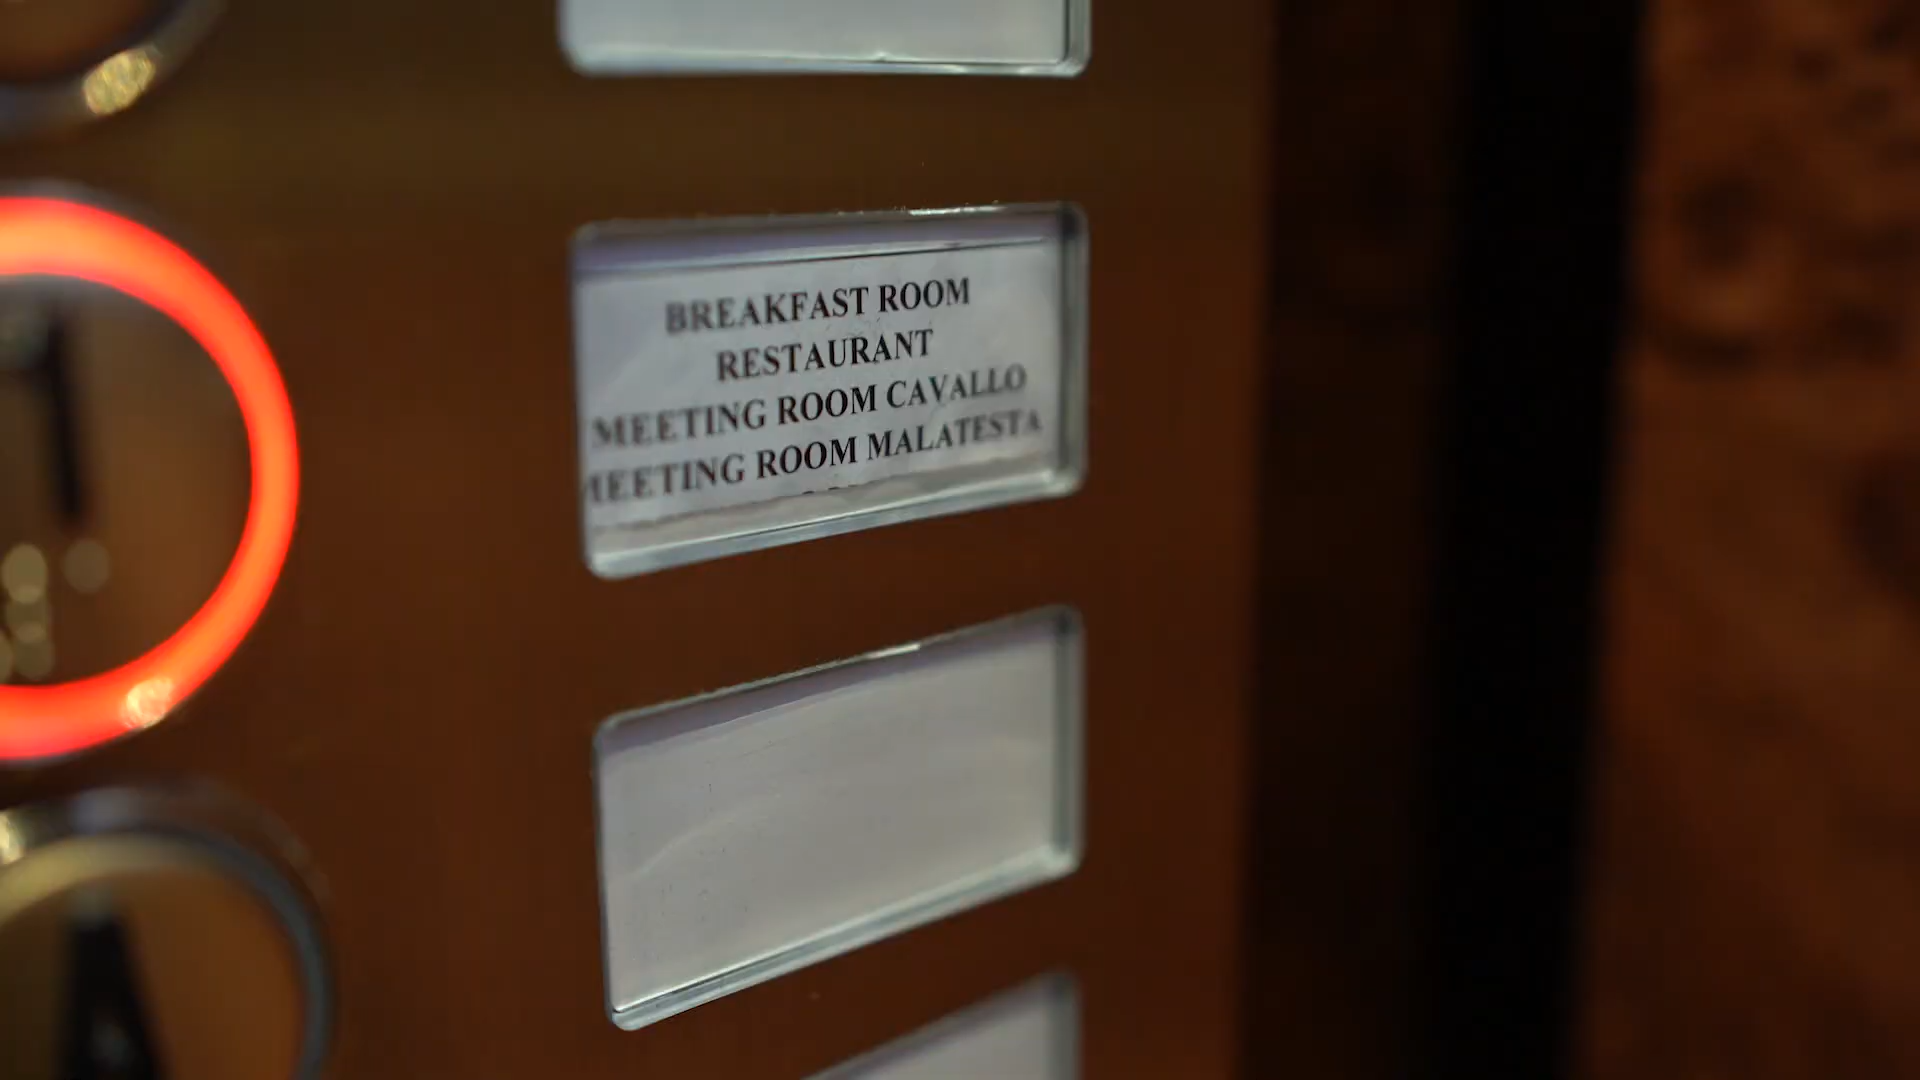 BREAKFAST ROOM
RESTAURANT
MEETING ROOM CAVALLO
MEETING ROOM MALATESTA